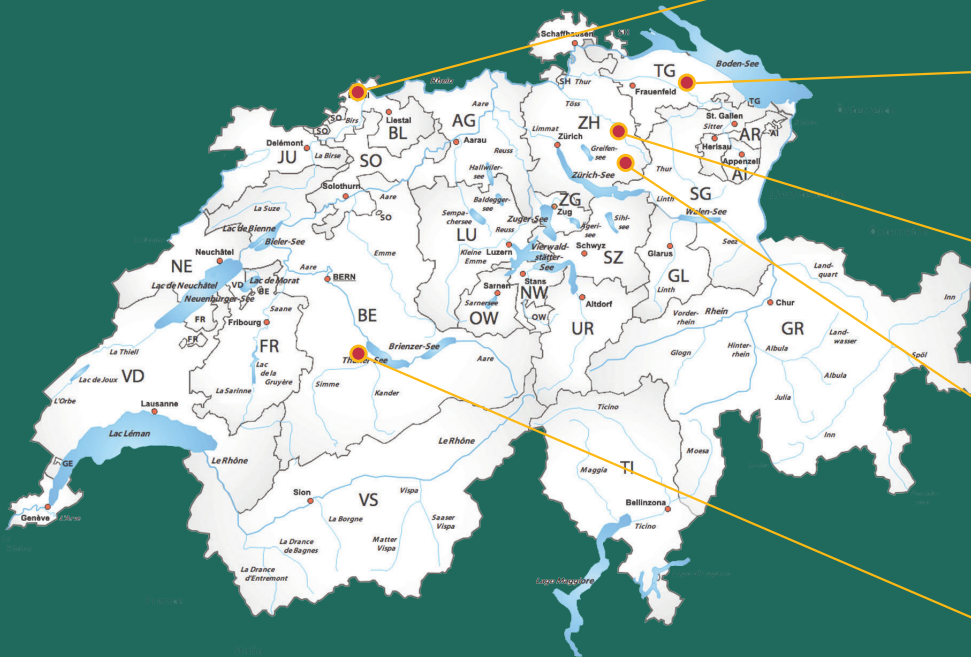 Schaffhausen
SH
Thur
TG
Boden-See
Frauenfeld
Rhein
Töss
TG
Liestal
BL
SO
Birs
SO
AG
Aare
Aarau
Reuss
Limmat
Zürich
ZH
Greifen-
see
Zürich-See
St. Gallen
Sitter
AR
AI
Herisau
Appenzell
AI
Thur
SG
Delémont
JU
La Birse
SO
Solothurn
Aare
SO
Hallwiler-
see
Baldegger-
see
Sempa-
chersee
LU
Reuss
Kleine
Emme
Luzern
Zuger-See
ZG
Zug
Ägeri-
see
Sihl-
see
Linth
Walen-See
Seez
La Suze
Lac de Bienne
Bieler-See
Neuchâtel
NE
Lac de Neuchâtel
Neuenburger-See
VD
Lac de Morat
BE
Aare
BERN
Emme
Vierwald-
stätter-
See
Schwyz
SZ
Glarus
GL
Linth
Stans
NW
Sarnen
Sarnersee
OW
OW
Altdorf
UR
Land-
quart
Chur
Rhein
Vorder-
rhein
GR
Inn
FR
Fribourg
Saane
BE
FR
FR
Lac
de la
Gruyère
La Sarinne
Brienzer-See
Thuner-See
Aare
Simme
Kander
Glogn
Hinter-
rhein
Albula
Land-
wasser
Spöl
Albula
Julia
Inn
La Thiell
Lac de Joux
VD
L'Orbe
Lausanne
Lac Léman
GE
Genève
Le Rhône
Le Rhône
Ticino
Moesa
Maggia
TI
Bellinzona
Ticino
Sion
VS
Vispa
La Borgne
Saaser
Vispa
Matter
Vispa
La Drance
de Bagnes
La Drance
d'Entremont
Lago Maggiore